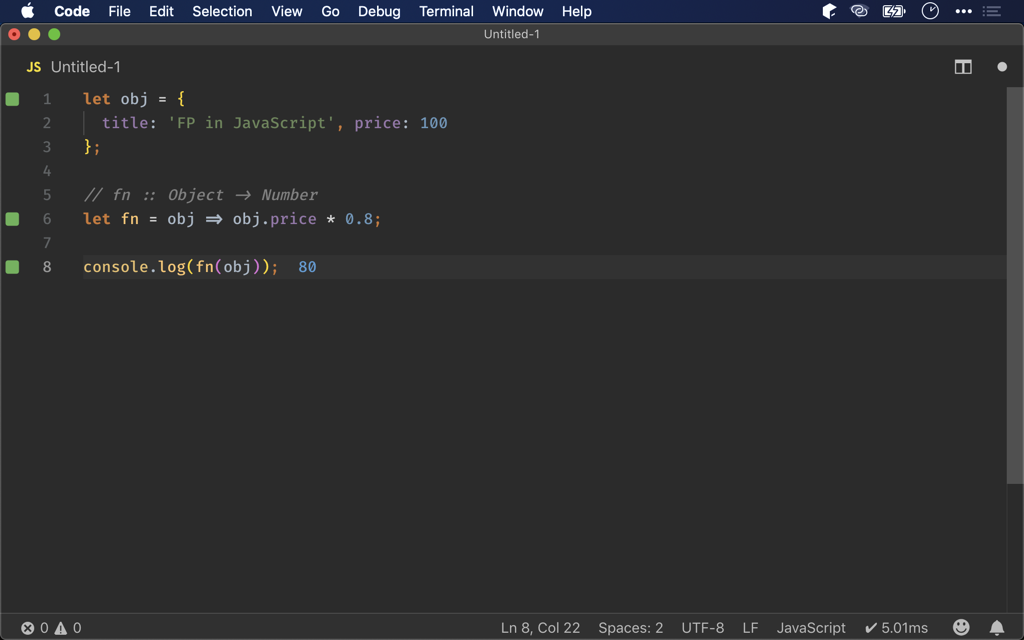 Code File Edit Selection View Go Debug Terminal Window Help
Untitled-1
JS Untitled-1
1 let obj = {
2 title: 'FP in JavaScript', price: 100
3 };
4
5 // fn :: Object → Number
6 let fn = obj ⇒ obj.price * 0.8;
7
8 console.log(fn(obj)); 80
0 0 Ln 8, Col 22 Spaces: 2 UTF-8 LF JavaScript ✔ 5.01ms